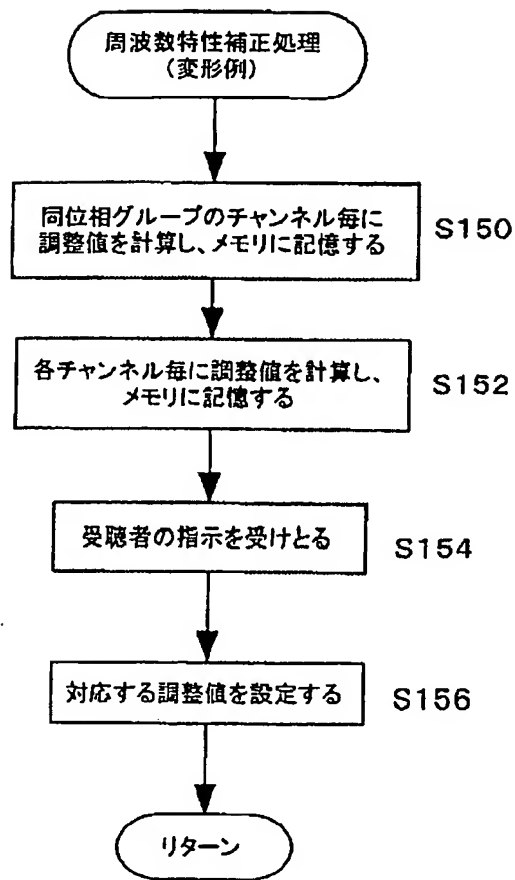 周波数特性補正処理
(変形例)
同位相グループのチャンネル毎に
調整値を計算し、メモリに記憶する
S150
各チャンネル毎に調整値を計算し、
メモリに記憶する
S152
受聴者の指示を受けとる
S154
対応する調整値を設定する
S156
リターン